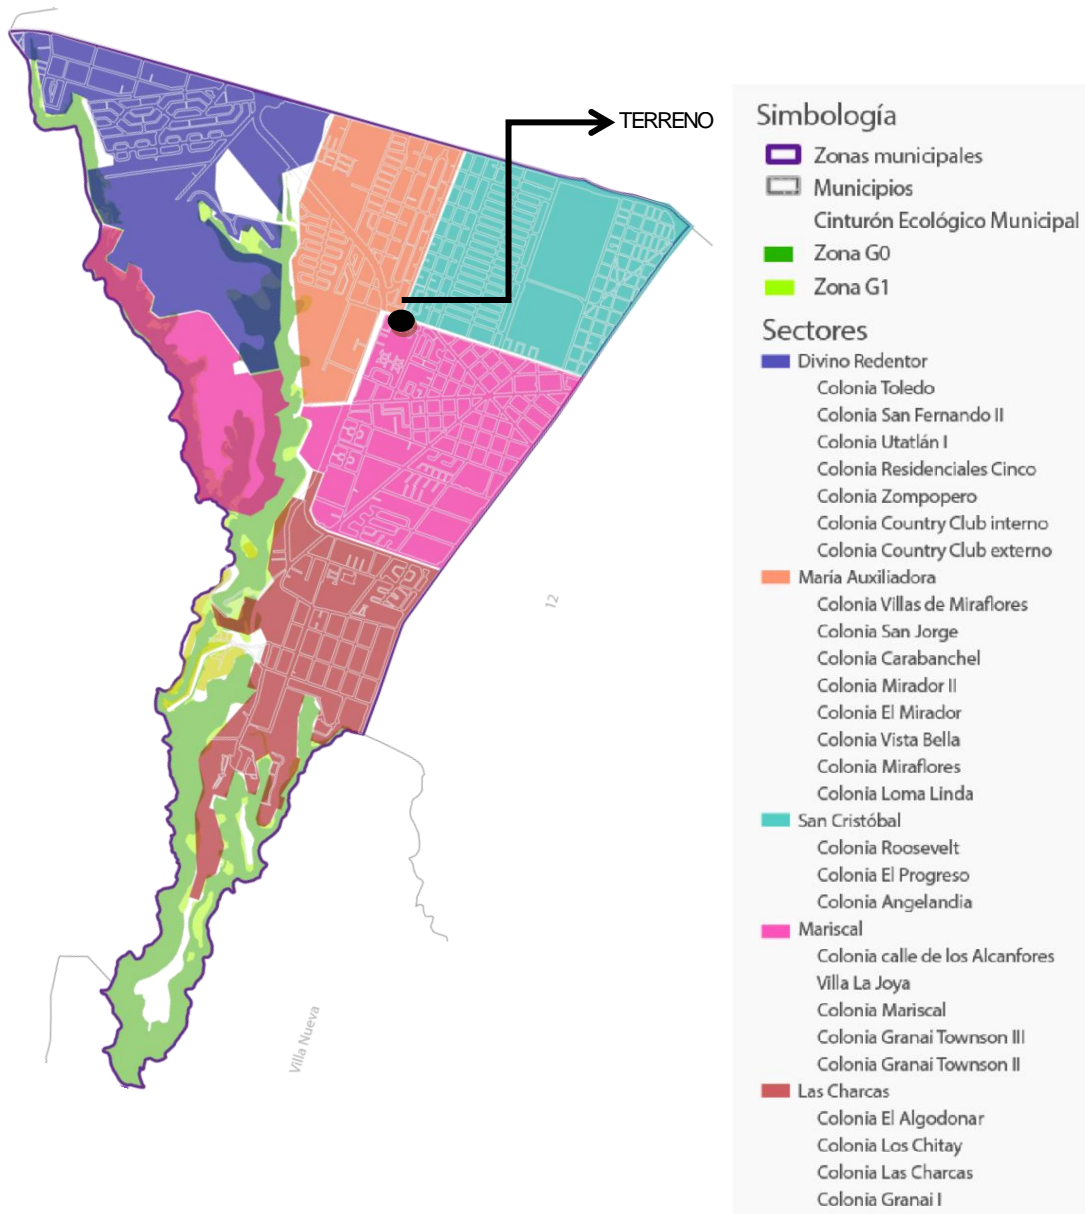 TERRENO
12
Villa Nueva
Simbología
Zonas municipales
Municipios
Cinturón Ecológico Municipal
Zona G0
Zona G1
Sectores
Divino Redentor
Colonia Toledo
Colonia San Fernando II
Colonia Utatlán I
Colonia Residenciales Cinco
Colonia Zompopero
Colonia Country Club interno
Colonia Country Club externo
María Auxiliadora
Colonia Villas de Miraflores
Colonia San Jorge
Colonia Carabanchel
Colonia Mirador II
Colonia El Mirador
Colonia Vista Bella
Colonia Miraflores
Colonia Loma Linda
San Cristóbal
Colonia Roosevelt
Colonia El Progreso
Colonia Angelandia
Mariscal
Colonia calle de los Alcanfores
Villa La Joya
Colonia Mariscal
Colonia Granai Townson III
Colonia Granai Townson II
Las Charcas
Colonia El Algodonar
Colonia Los Chitay
Colonia Las Charcas
Colonia Granai I